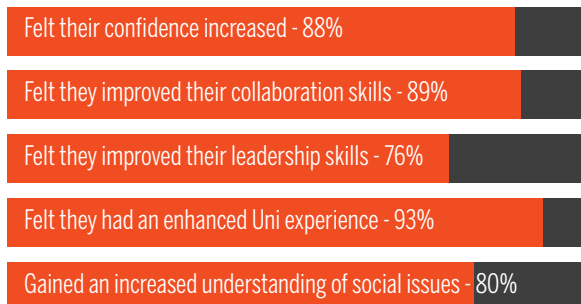 Felt their confidence increased - 88%
Felt they improved their collaboration skills - 89%
Felt they improved their leadership skills - 76%
Felt they had an enhanced Uni experience - 93%
Gained an increased understanding of social issues - 80%